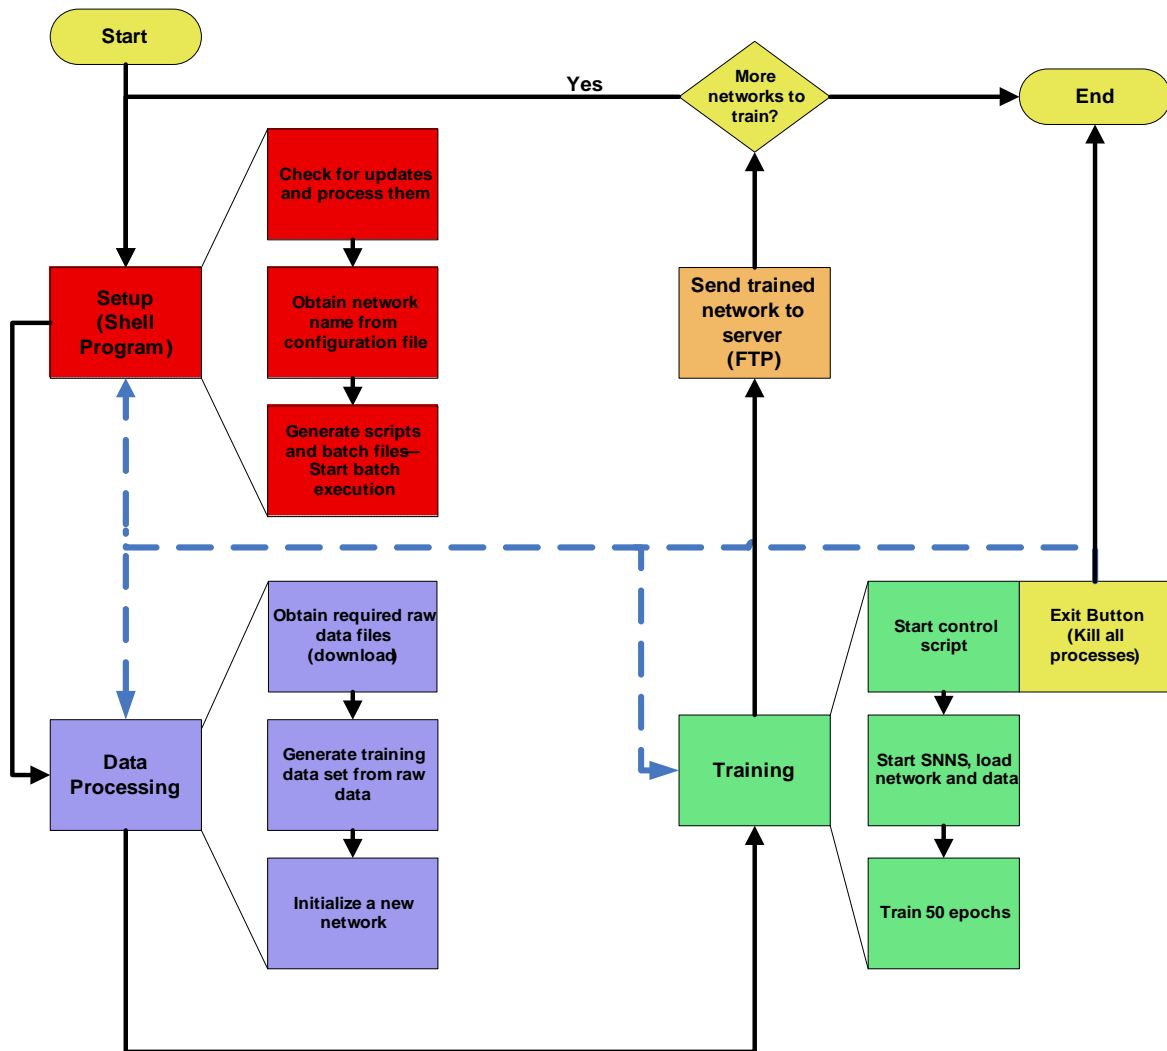 Start
Yes
More
networks to
train?
End
Check for updates
and process them
Setup
(Shell
Program)
Obtain network
name from
configuration file
Send trained
network to
server
(FTP)
Generate scripts
and batch files—
Start batch
execution
Obtain required raw
data files
(download)
Start control
script
Exit Button
(Kill all
processes)
Data
Processing
Generate training
data set from raw
data
Training
Start SNNS, load
network and data
Initialize a new
network
Train 50 epochs